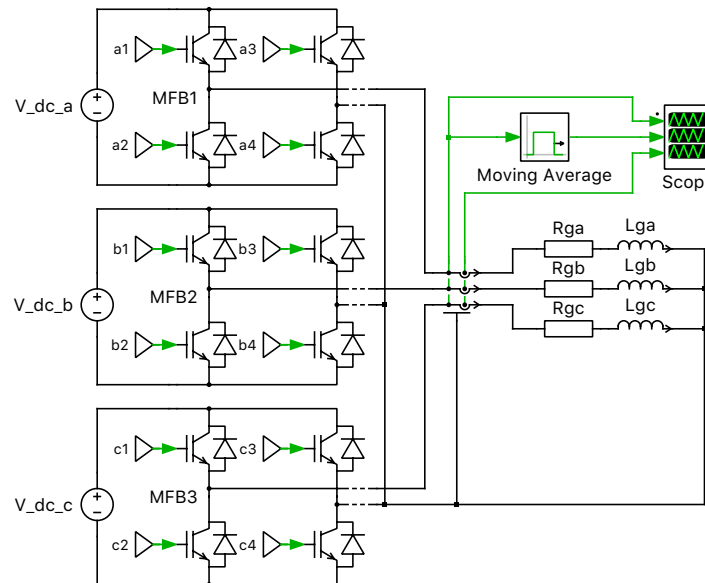 a1
a3
V_dc_a
MFB1
a2
a4
Moving Average
Scop
b1
b3
V_dc_b
MFB2
b2
b4
Rga
Lga
Rgb
Lgb
Rgc
Lgc
c1
c3
V_dc_c
MFB3
c2
c4